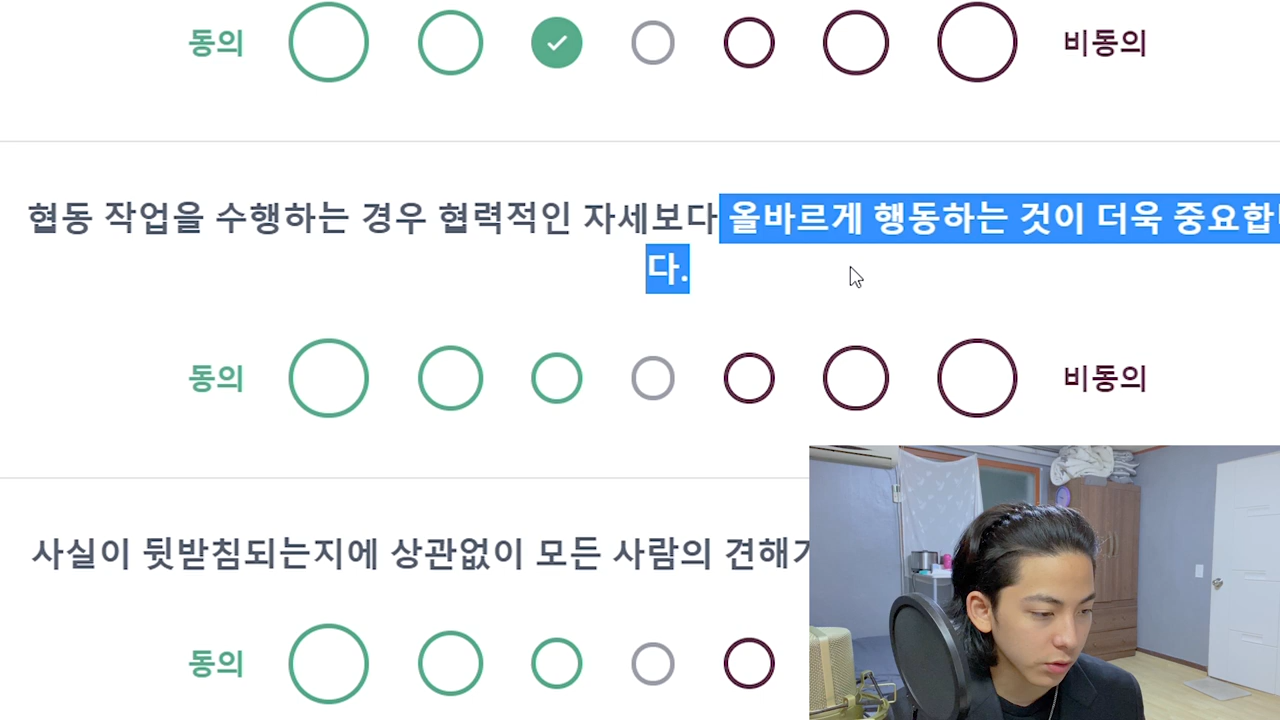 동의 비동의
협동 작업을 수행하는 경우 협력적인 자세보다 올바르게 행동하는 것이 더욱 중요합
다.
동의 비동의
사실이 뒷받침되는지에 상관없이 모든 사람의
동의